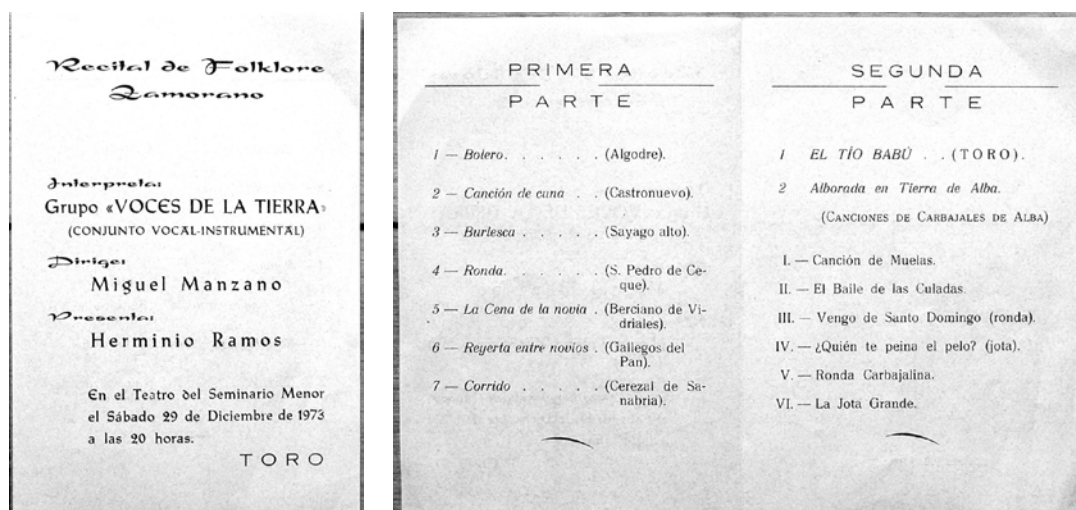 Recital de Folklore
Zamorano
Interpreta:
Grupo «VOCES DE LA TIERRA»
(CONJUNTO VOCAL-INSTRUMENTAL)
Dirige:
Miguel Manzano
Presenta:
Herminio Ramos
En el Teatro del Seminario Menor
el Sábado 29 de Diciembre de 1973
a las 20 horas.
TORO
PRIMERA
PARTE
1 — Bolero. . . . . . (Algodre).
2 — Canción de cuna . . (Castronuevo).
3 — Burlesca . . . . . (Sayago alto).
4 — Ronda. . . . . . (S. Pedro de Ce-
que).
5 — La Cena de la novia . (Berciano de Vi-
driales).
6 — Reyerta entre novios . (Gallegos del
Pan).
7 — Corrido . . . . . (Cerezal de Sa-
nabria).
SEGUNDA
PARTE
1 EL TÍO BABÚ . . (TORO).
2 Alborada en Tierra de Alba.
(CANCIONES DE CARBAJALES DE ALBA)
I. — Canción de Muelas.
II. — El Baile de las Culadas.
III. — Vengo de Santo Domingo (ronda).
IV. — ¿Quién te peina el pelo? (jota).
V. — Ronda Carbajalina.
VI. — La Jota Grande.